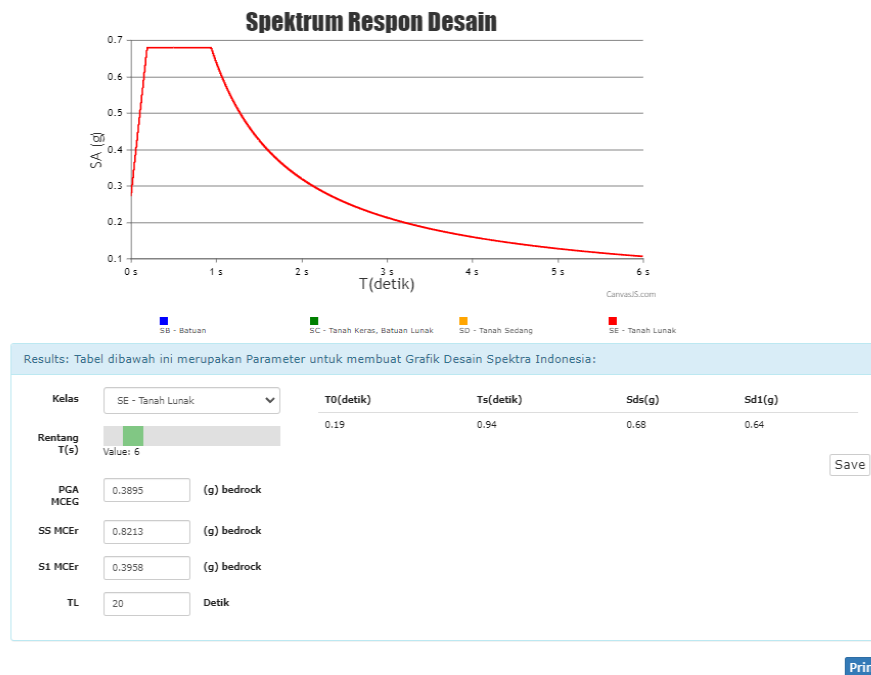 Spektrum Respon Desain
0.7
0.6
0.5
0.4
0.3
0.2
0.1
SA (g)
0 s 1 s 2 s 3 s 4 s 5 s 6 s
T(detik)
CanvasJS.com
SB - Batuan SC - Tanah Keras, Batuan Lunak SD - Tanah Sedang SE - Tanah Lunak
Results: Tabel dibawah ini merupakan Parameter untuk membuat Grafik Desain Spektra Indonesia:
Kelas SE - Tanah Lunak T0(detik) Ts(detik) Sds(g) Sd1(g)
0.19 0.94 0.68 0.64
Rentang
T(s) Value: 6
Save
PGA
MCEG 0.3895 (g) bedrock
SS MCEr 0.8213 (g) bedrock
S1 MCEr 0.3958 (g) bedrock
TL 20 Detik